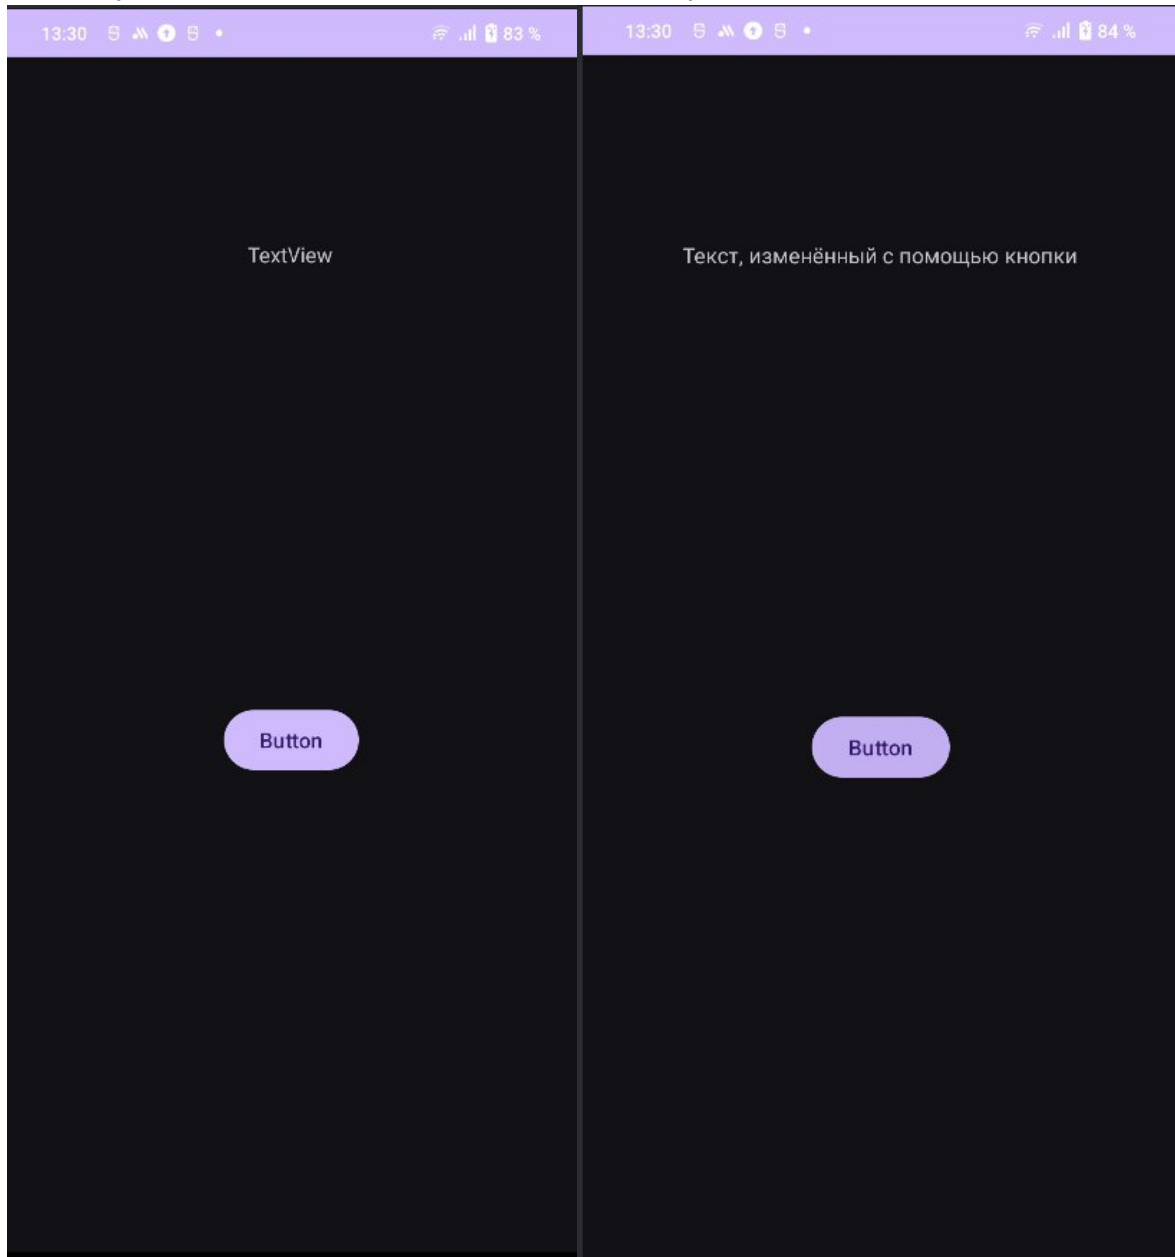 13:30
83 %
TextView
Button
13:30
84 %
Текст, изменённый с помощью кнопки
Button